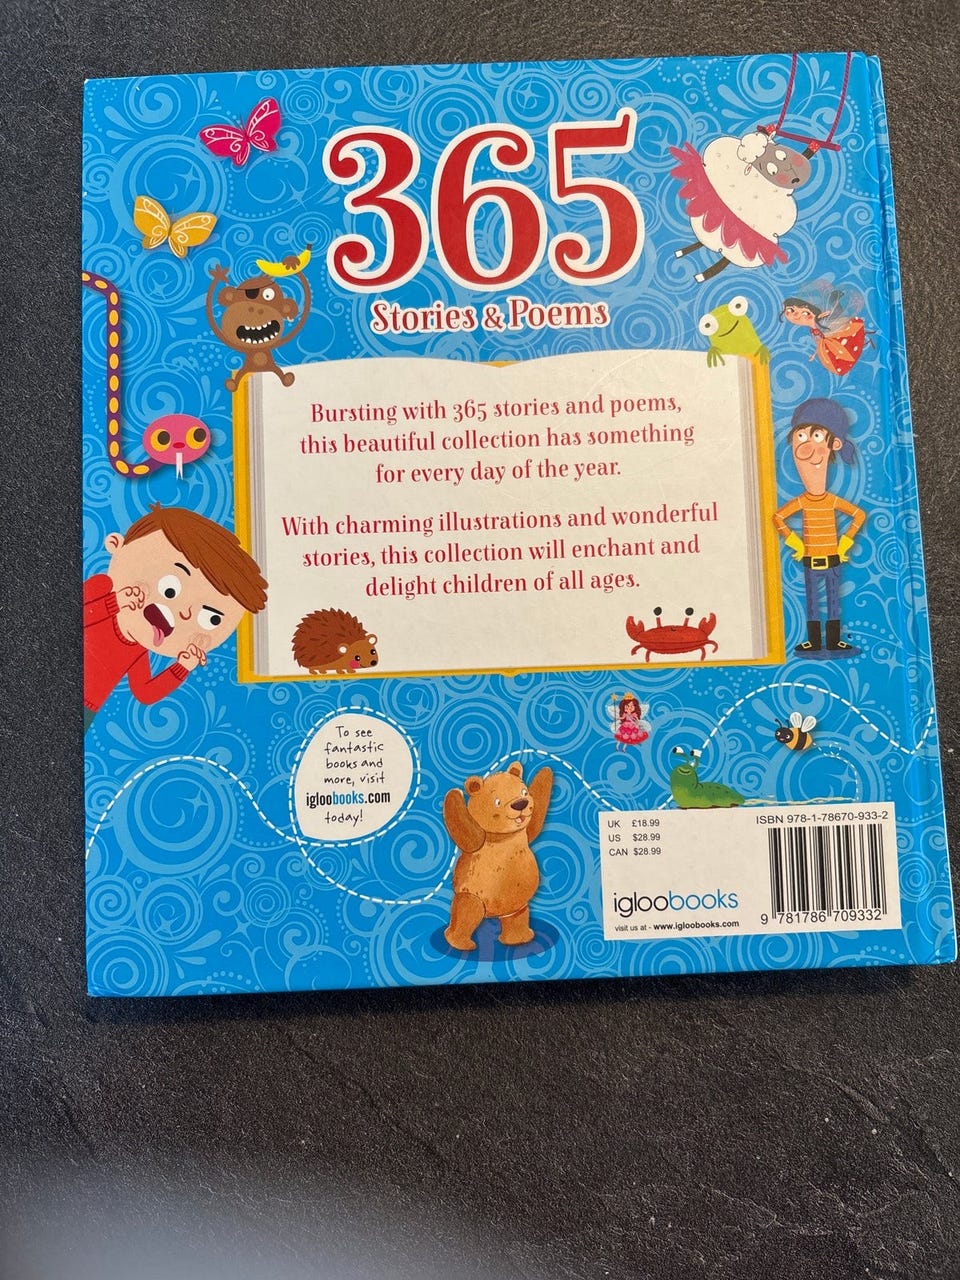 365
Stories & Poems
Bursting with 365 stories and poems,
this beautiful collection has something
for every day of the year.
With charming illustrations and wonderful
stories, this collection will enchant and
delight children of all ages.
To see
fantastic
books and
more, visit
igloobooks.com
today!
UK £18.99
US $28.99
CAN $28.99
igloobooks
visit us at - www.igloobooks.com
ISBN 978-1-78670-933-2
9 781786 709332